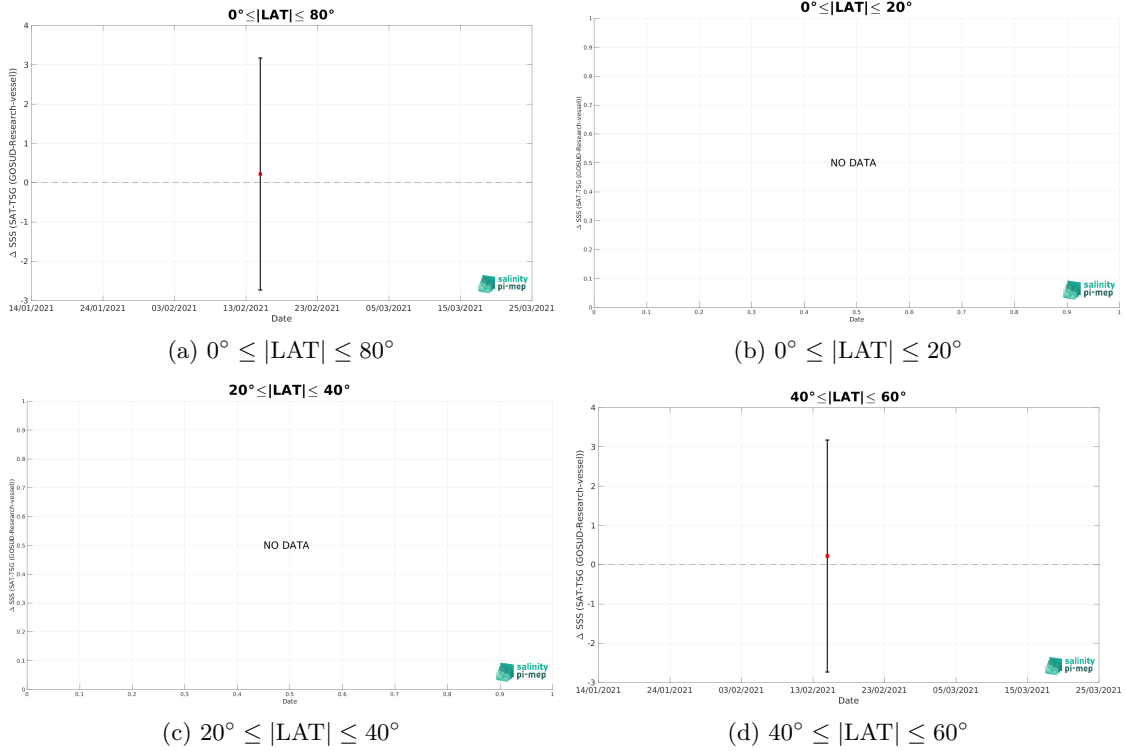 0°≤|LAT|≤ 80°
Δ SSS (SAT-TSG (GOSUD-Research-vessel))
4
3
2
1
0
-1
-2
-3
14/01/2021 24/01/2021 03/02/2021 13/02/2021 23/02/2021 05/03/2021 15/03/2021 25/03/2021
Date
salinity
pi-mep
(a) 0° ≤ |LAT| ≤ 80°
0°≤|LAT|≤ 20°
Δ SSS (SAT-TSG (GOSUD-Research-vessel))
1
0.9
0.8
0.7
0.6
0.5
0.4
0.3
0.2
0.1
0
NO DATA
0 0.1 0.2 0.3 0.4 0.5 0.6 0.7 0.8 0.9 1
Date
salinity
pi-mep
(b) 0° ≤ |LAT| ≤ 20°
20°≤|LAT|≤ 40°
Δ SSS (SAT-TSG (GOSUD-Research-vessel))
1
0.9
0.8
0.7
0.6
0.5
0.4
0.3
0.2
0.1
0
NO DATA
0 0.1 0.2 0.3 0.4 0.5 0.6 0.7 0.8 0.9 1
Date
salinity
pi-mep
(c) 20° ≤ |LAT| ≤ 40°
40°≤|LAT|≤ 60°
Δ SSS (SAT-TSG (GOSUD-Research-vessel))
4
3
2
1
0
-1
-2
-3
14/01/2021 24/01/2021 03/02/2021 13/02/2021 23/02/2021 05/03/2021 15/03/2021 25/03/2021
Date
salinity
pi-mep
(d) 40° ≤ |LAT| ≤ 60°